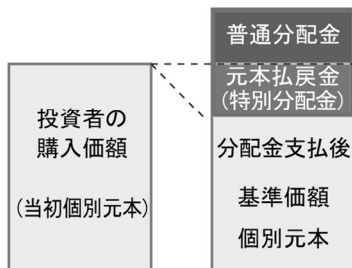 投資者の
購入価額
(当初個別元本)
普通分配金
元本払戻金
(特別分配金)
分配金支払後
基準価額
個別元本